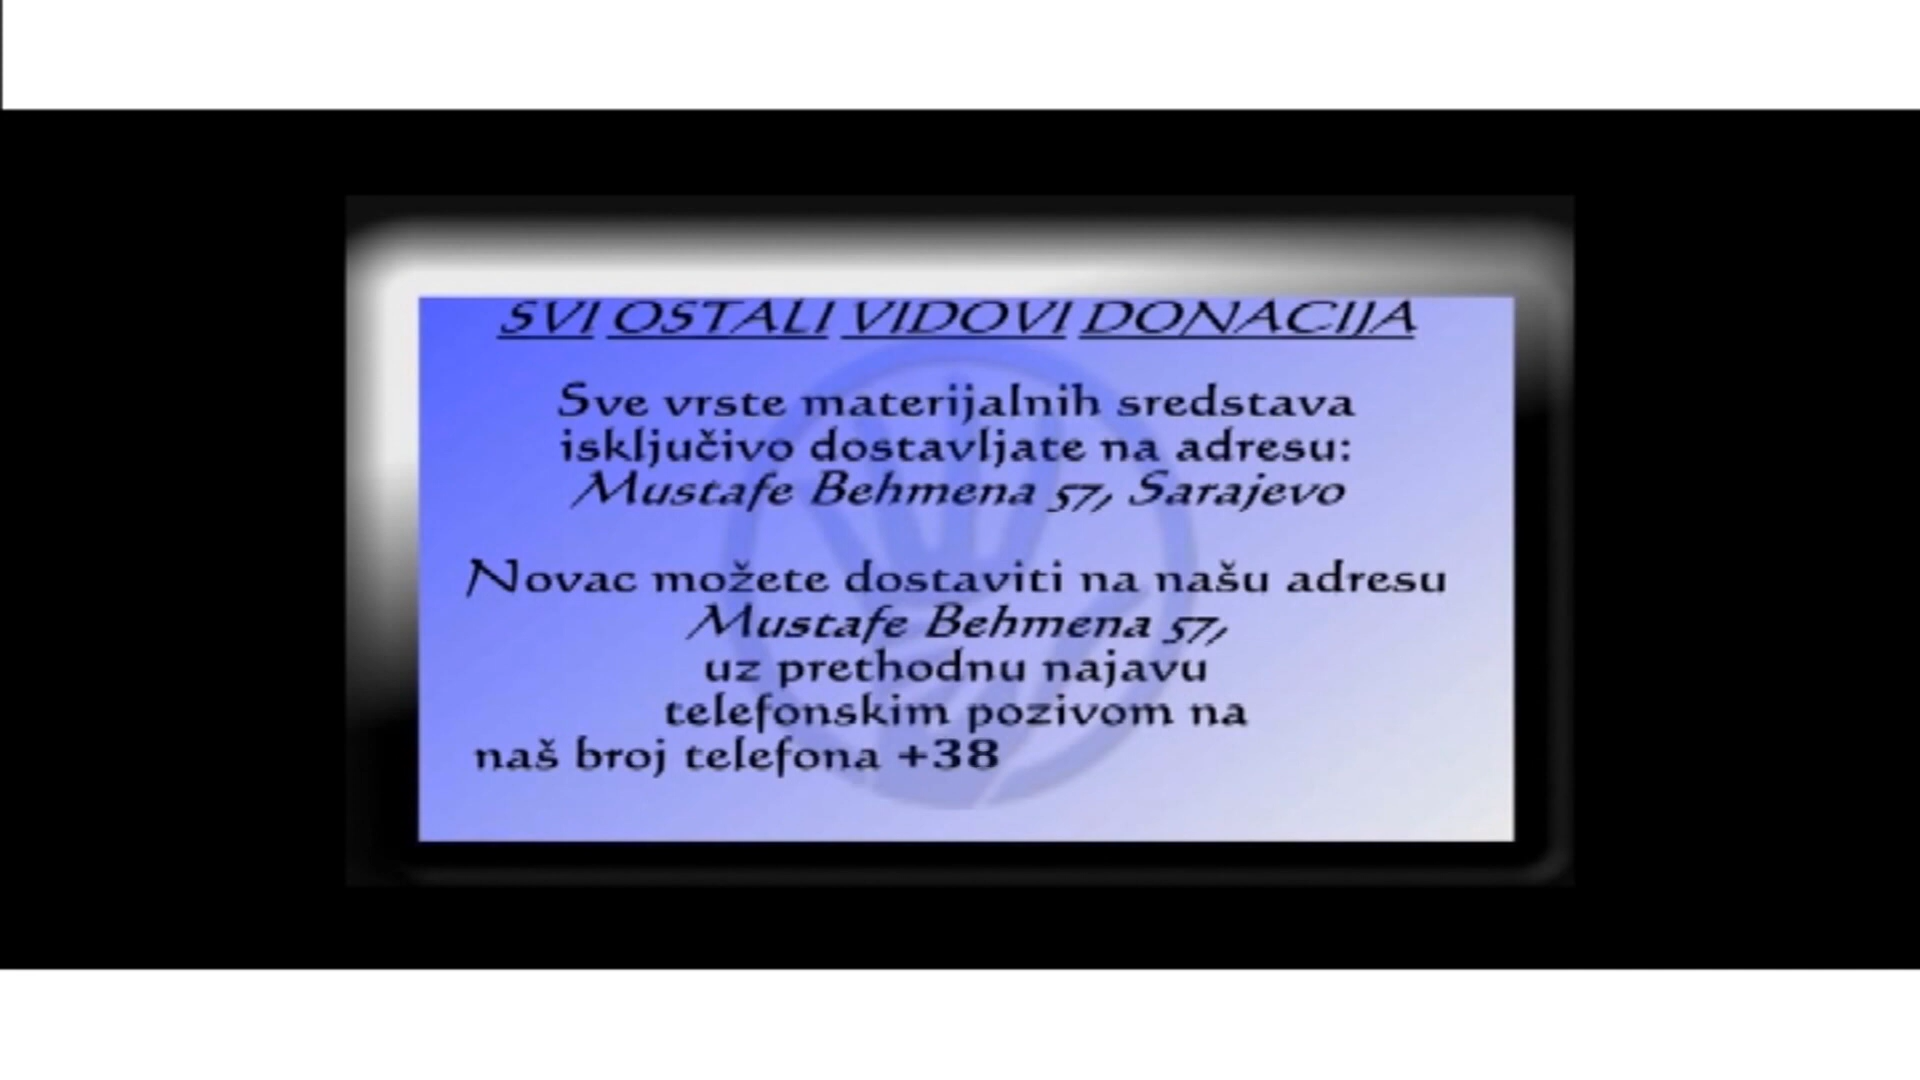 SVI OSTALI VIDOVI DONACIJA
Sve vrste materijalnih sredstava
isključivo dostavljate na adresu:
Mustafe Behmena 57, Sarajevo
Novac možete dostaviti na našu adresu
Mustafe Behmena 57,
uz prethodnu najavu
telefonskim pozivom na
naš broj telefona +38